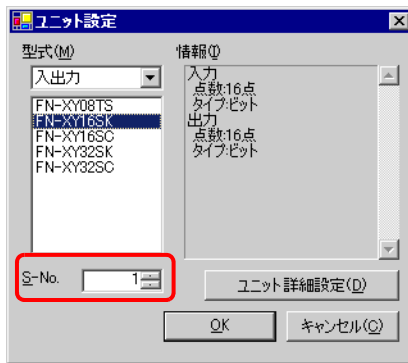 ユニット設定
型式(M)
情報(I)
入出力
FN-XY08TS
FN-XY16SK
FN-XY16SC
FN-XY32SK
FN-XY32SC
入力
点数:16点
タイプ:ビット
出力
点数:16点
タイプ:ビット
S-No.
1
ユニット詳細設定(D)
OK
キャンセル(C)